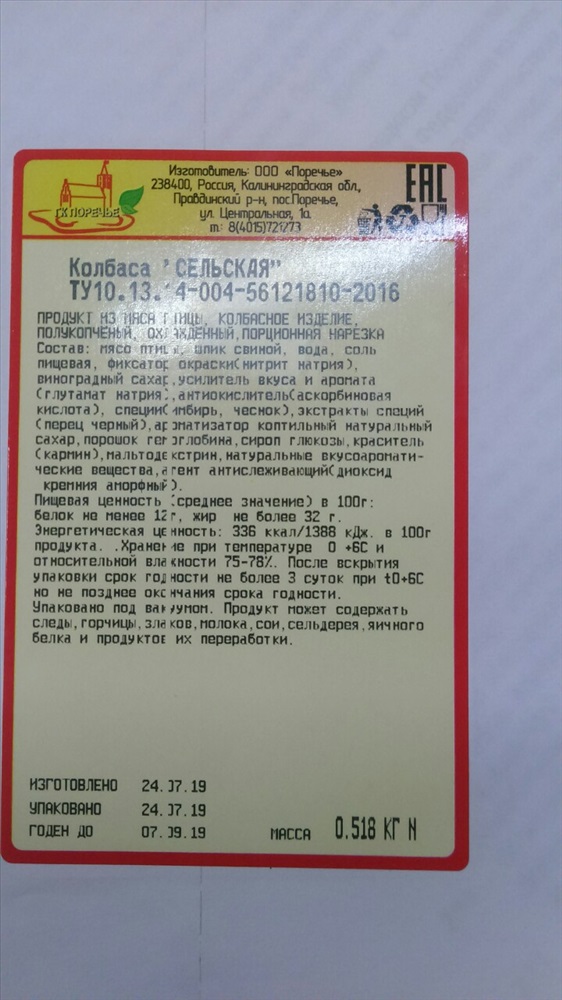 Изготовитель: ООО «Поречье»
238400, Россия, Калининградская обл.,
Правдинский р-н, пос.Поречье,
ул. Центральная, 1а
т: 8(4015)721273
ЕАС
ГК ПОРЕЧЬЕ
Колбаса "СЕЛЬСКАЯ"
ТУ10.13.14-004-56121810-2016
ПРОДУКТ ИЗ МЯСА ПТИЦЫ, КОЛБАСНОЕ ИЗДЕЛИЕ,
ПОЛУКОПЧЕНЫЙ, ОХЛАЖДЕННЫЙ,ПОРЦИОННАЯ НАРЕЗКА
Состав: мясо птицы, шпик свиной, вода, соль
пищевая, фиксатор окраски(нитрит натрия),
виноградный сахар,усилитель вкуса и аромата
(глутамат натрия),антиокислитель(аскорбиновая
кислота), специи(имбирь, чеснок),экстракты специй
(перец черный),ароматизатор коптильный натуральный
сахар,порошок гемоглобина,сироп глюкозы,краситель
(кармин),мальтодекстрин,натуральные вкусоаромати-
ческие вещества,агент антислеживающий(диоксид
кремния аморфный).
Пищевая ценность (среднее значение) в 100г:
белок не менее 12г, жир не более 32 г.
Энергетическая ценность: 336 ккал/1388 кДж. в 100г
продукта. .Хранение при температуре 0 +6С и
относительной влажности 75-78%. После вскрытия
упаковки срок годности не более 3 суток при t0+6С
но не позднее окончания срока годности.
Упаковано под вакуумом. Продукт может содержать
следы,горчицы,злаков,молока,сои,сельдерея,яичного
белка и продуктов их переработки.
ИЗГОТОВЛЕНО 24.07.19
УПАКОВАНО 24.07.19
ГОДЕН ДО 07.09.19 МАССА 0.518 КГ N